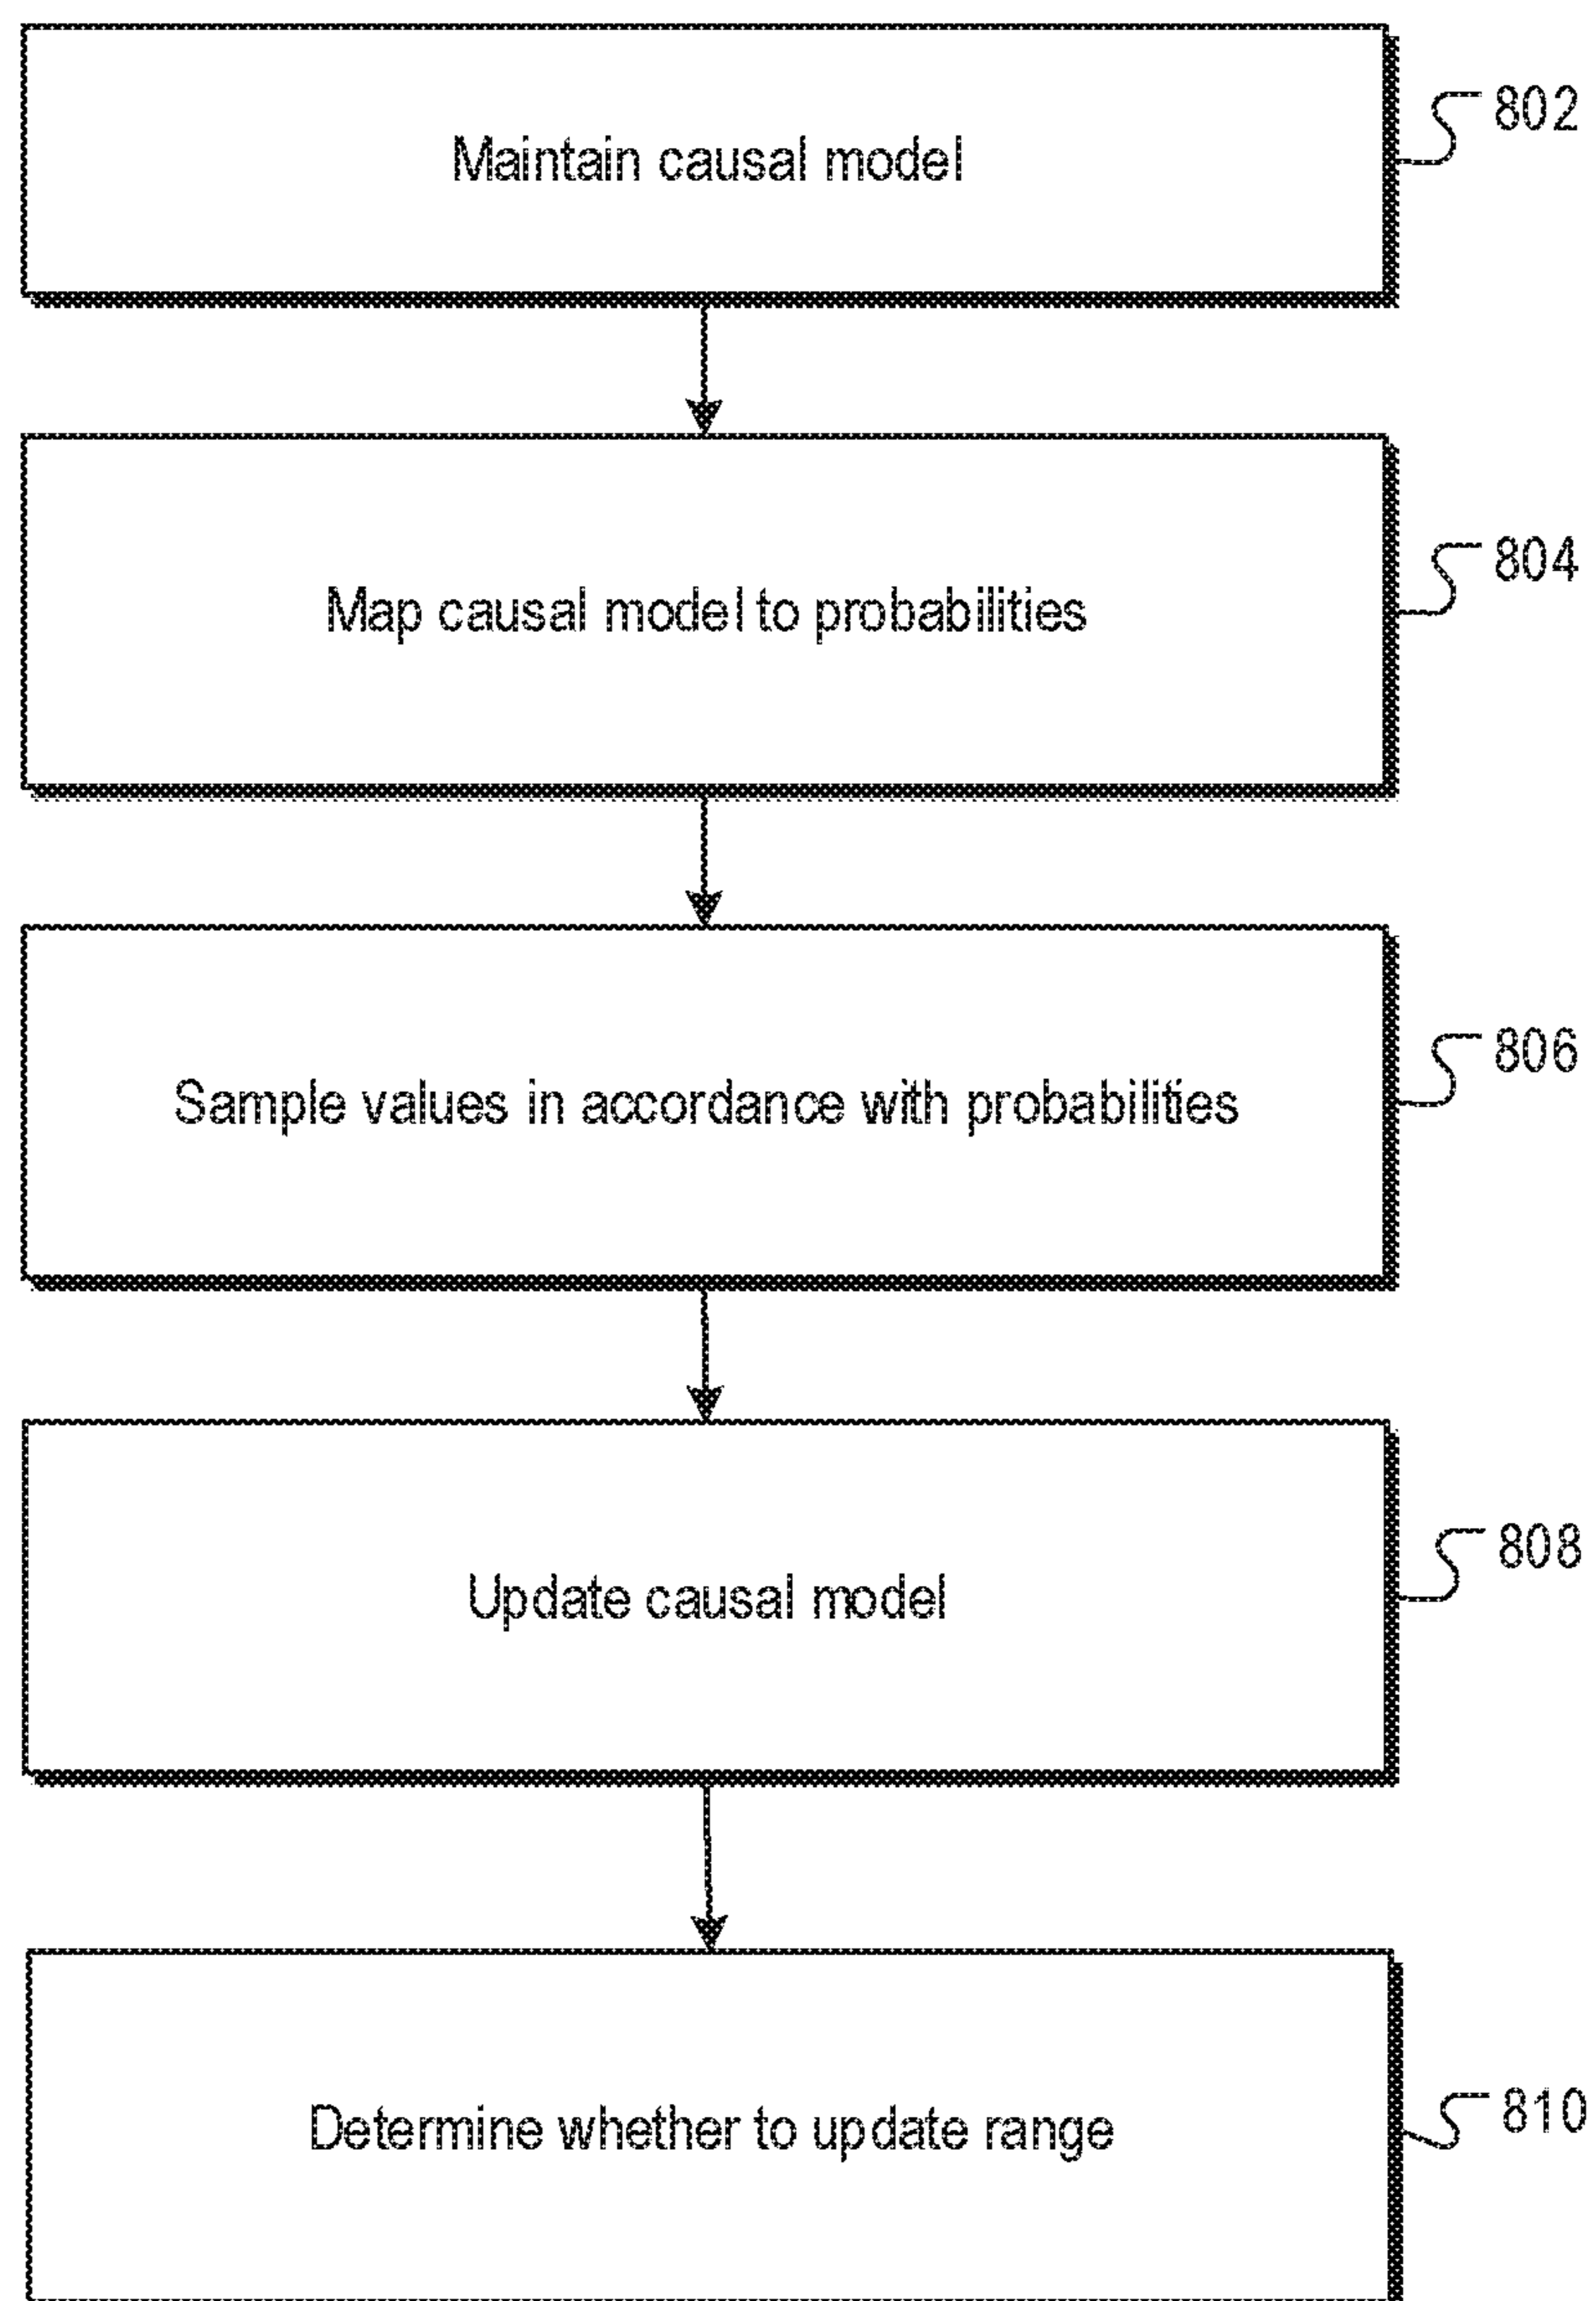 Maintain causal model
802
Map causal model to probabilities
804
Sample values in accordance with probabilities
806
Update causal model
808
Determine whether to update range
810